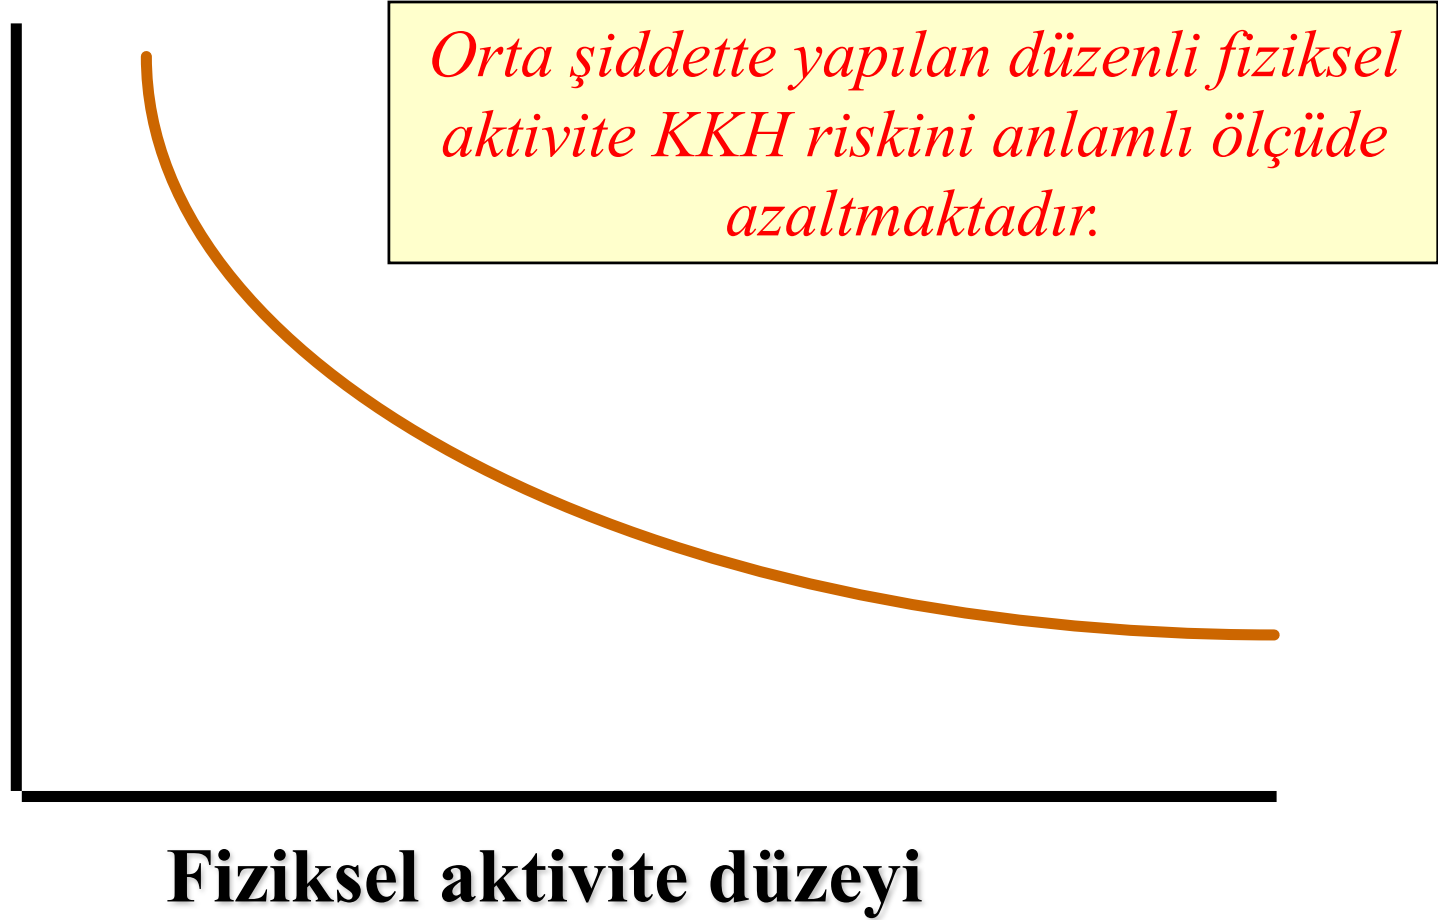 Orta şiddette yapılan düzenli fiziksel
aktivite KKH riskini anlamlı ölçüde
azaltmaktadır.
Fiziksel aktivite düzeyi